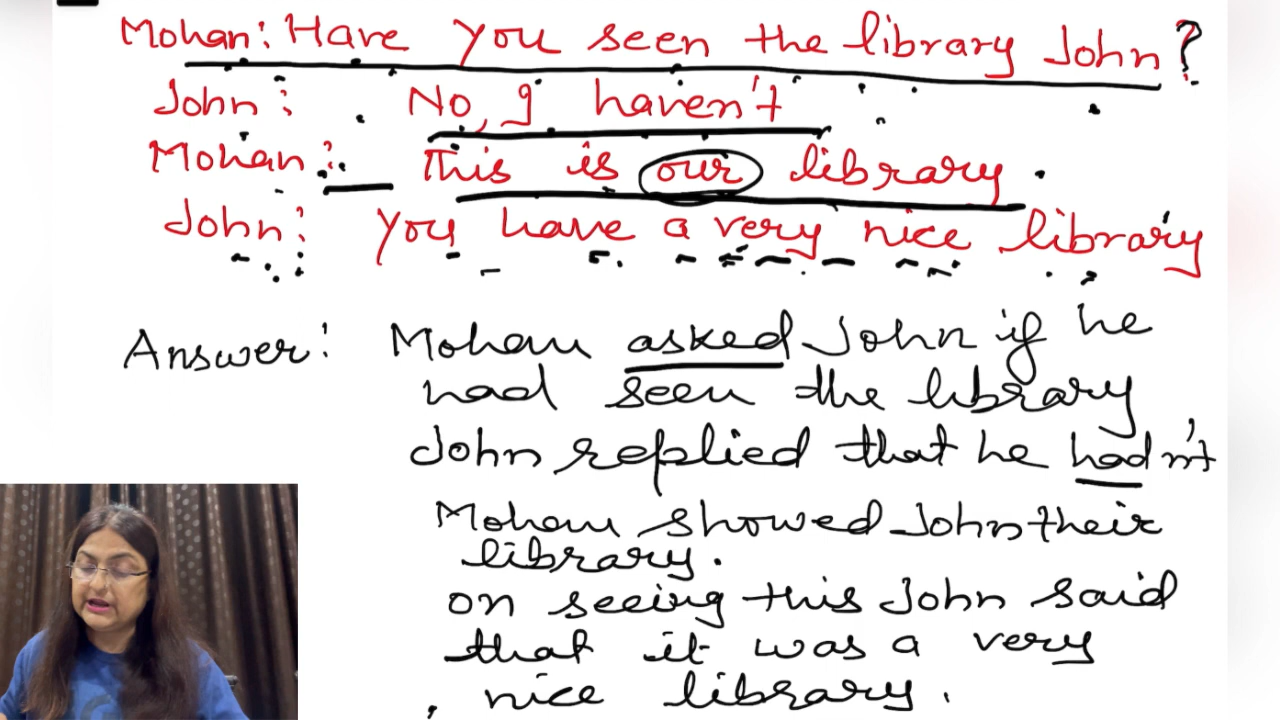 Mohan: Have you seen the library John?
John: No, I haven't
Mohan: This is our library.
John: You have a very nice library
Answer: Mohan asked John if he
had seen the library
John replied that he hadn't
Mohan showed John their
library.
on seeing this John said
that it was a very
nice library.